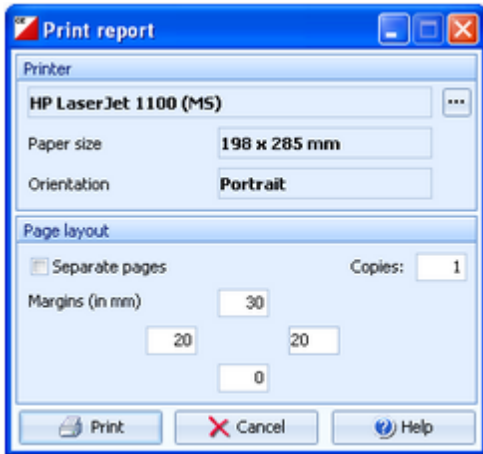 Print report
Printer
HP LaserJet 1100 (MS)
...
Paper size 198 x 285 mm
Orientation Portrait
Page layout
Separate pages Copies: 1
Margins (in mm) 30
20 20
0
Print Cancel Help